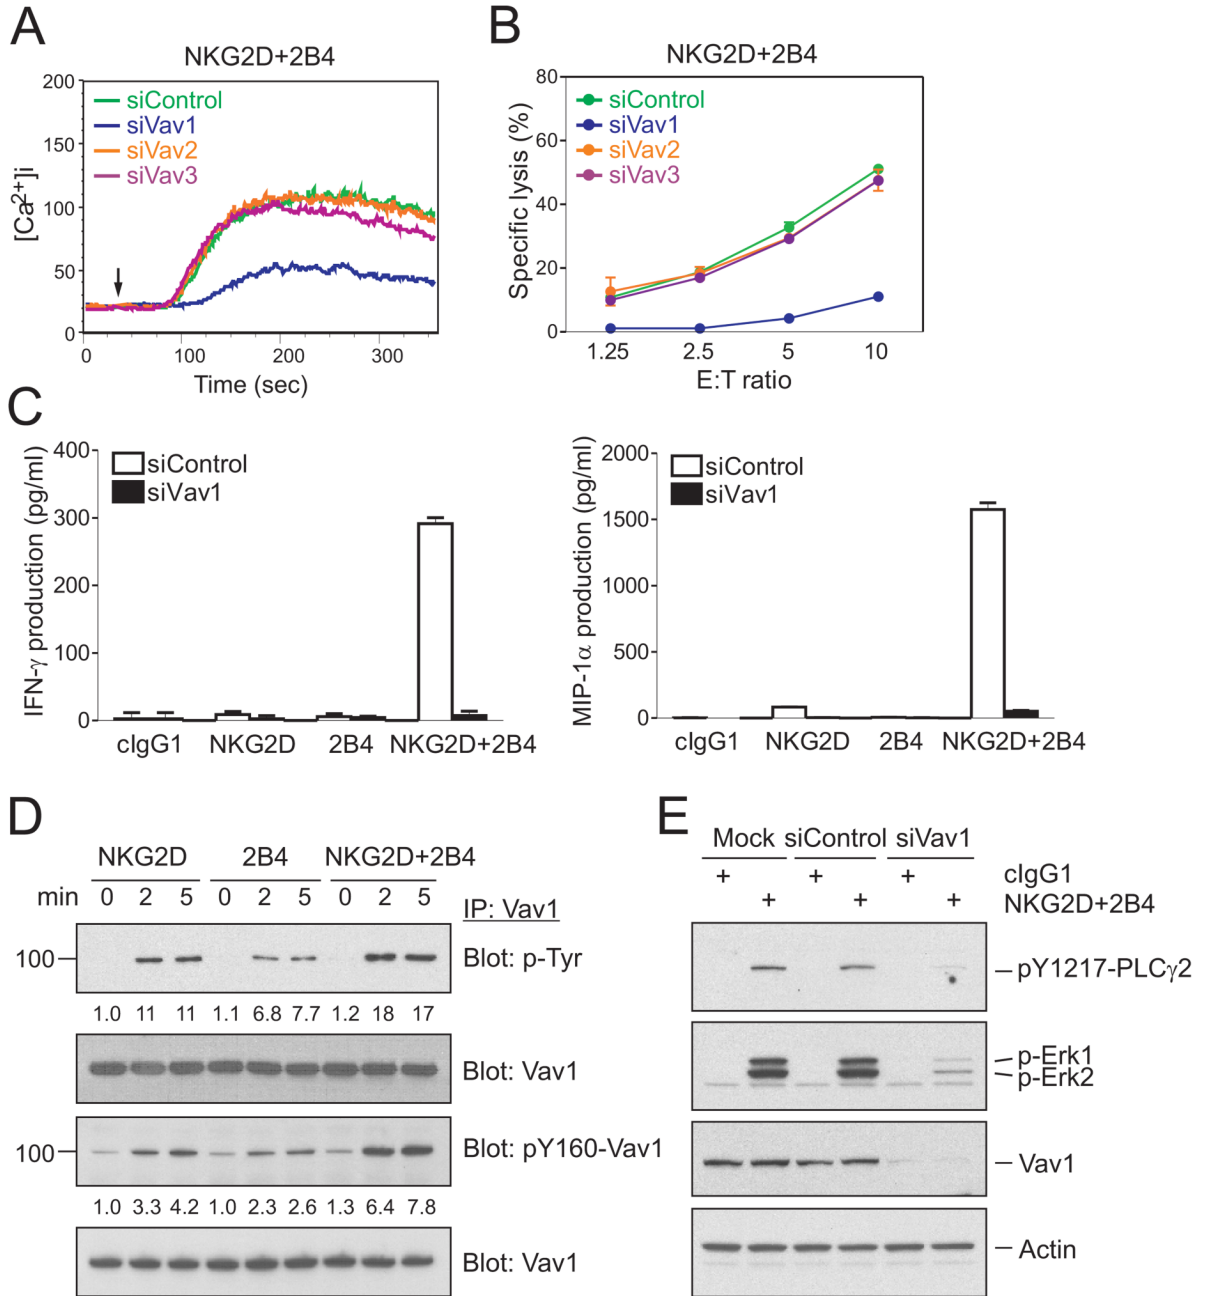 A
NKG2D+2B4
200
150
100
50
0
[Ca²⁺]i
siControl
siVav1
siVav2
siVav3
0 100 200 300
Time (sec)
B
NKG2D+2B4
80
60
40
20
0
Specific lysis (%)
siControl
siVav1
siVav2
siVav3
1.25 2.5 5 10
E:T ratio
C
400
300
200
100
0
IFN-γ production (pg/ml)
siControl
siVav1
cIgG1 NKG2D 2B4 NKG2D+2B4
2000
1500
1000
500
0
MIP-1α production (pg/ml)
siControl
siVav1
cIgG1 NKG2D 2B4 NKG2D+2B4
D
NKG2D 2B4 NKG2D+2B4
min 0 2 5 0 2 5 0 2 5
IP: Vav1
100
Blot: p-Tyr
1.0 11 11 1.1 6.8 7.7 1.2 18 17
Blot: Vav1
100
Blot: pY160-Vav1
1.0 3.3 4.2 1.0 2.3 2.6 1.3 6.4 7.8
Blot: Vav1
E
Mock siControl siVav1
+ + + cIgG1
+ + + NKG2D+2B4
pY1217-PLCγ2
p-Erk1
p-Erk2
Vav1
Actin